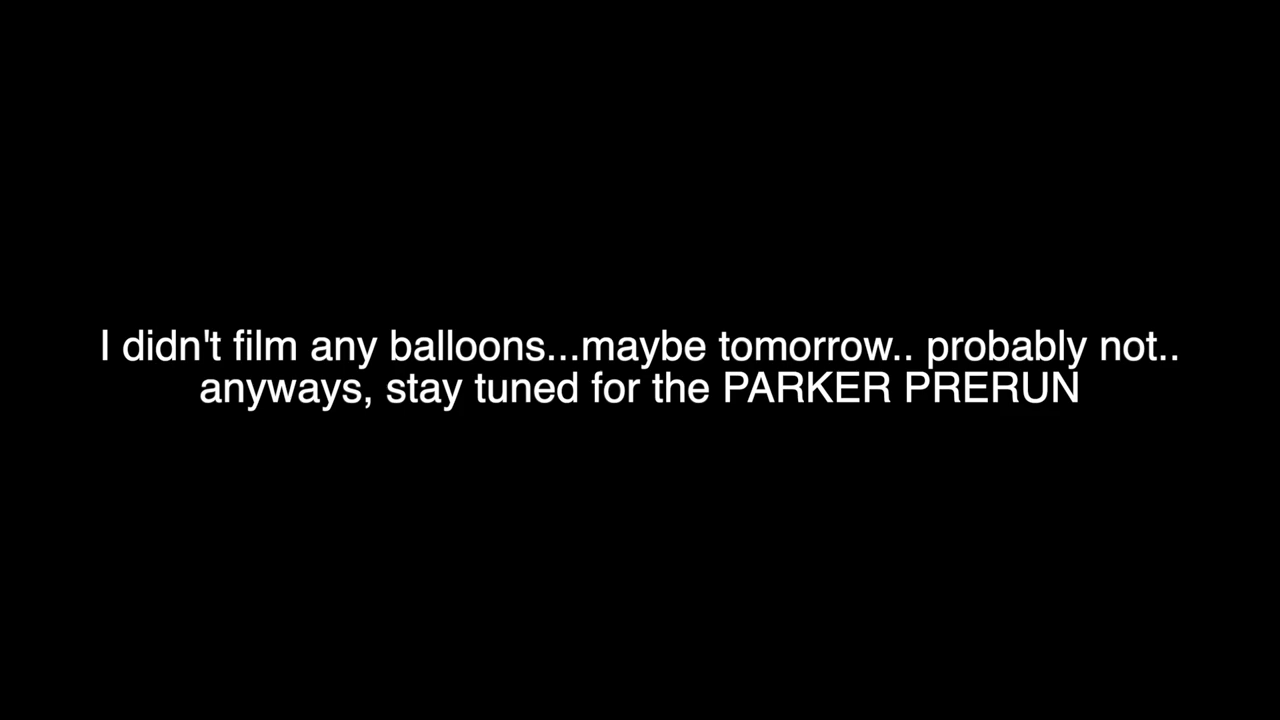 I didn't film any balloons...maybe tomorrow.. probably not..
anyways, stay tuned for the PARKER PRERUN